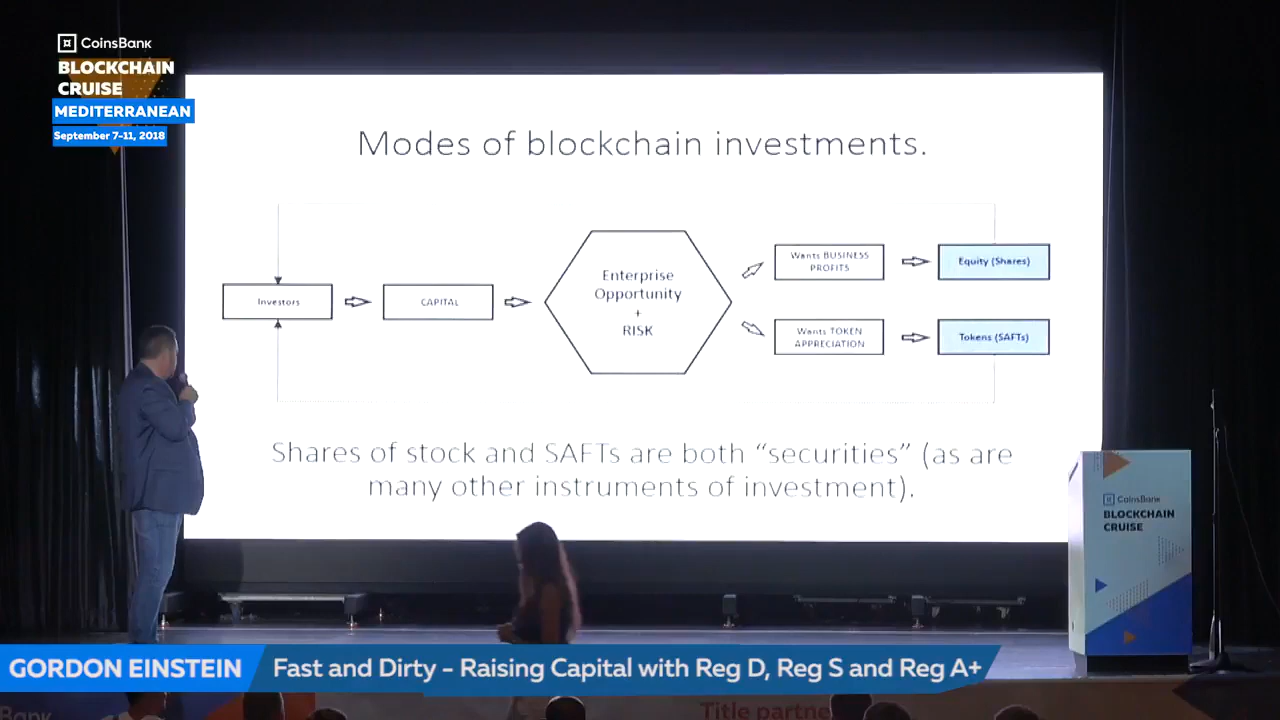 CoinsBank
BLOCKCHAIN
CRUISE
MEDITERRANEAN
September 7-11, 2018
Modes of blockchain investments.
Investors
CAPITAL
Enterprise
Opportunity
+
RISK
Wants BUSINESS
PROFITS
Equity (Shares)
Wants TOKEN
APPRECIATION
Tokens (SAFTs)
Shares of stock and SAFTs are both “securities” (as are
many other instruments of investment).
CoinsBank
BLOCKCHAIN
CRUISE
GORDON EINSTEIN
Fast and Dirty - Raising Capital with Reg D, Reg S and Reg A+
Title